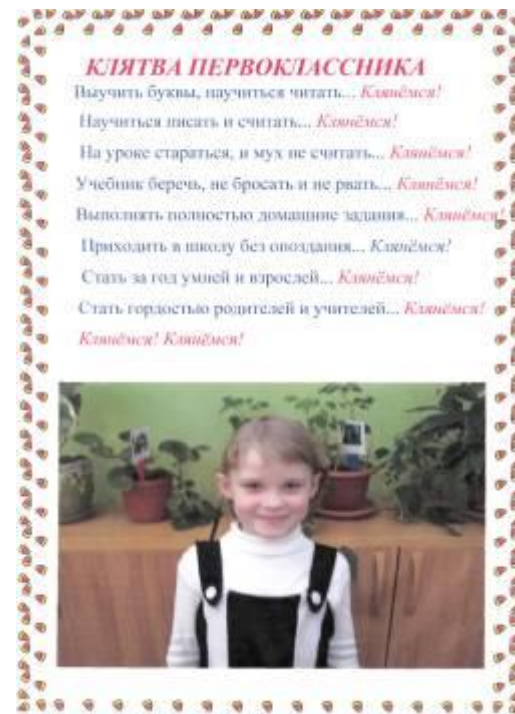 КЛЯТВА ПЕРВОКЛАССНИКА
Выучить буквы, научиться читать... Клянёмся!
Научиться писать и считать... Клянёмся!
На уроке стараться, и мух не считать... Клянёмся!
Учебник беречь, не бросать и не рвать... Клянёмся!
Выполнять полностью домашние задания... Клянёмся!
Приходить в школу без опоздания... Клянёмся!
Стать за год умней и взрослей... Клянёмся!
Стать гордостью родителей и учителей... Клянёмся!
Клянёмся! Клянёмся!